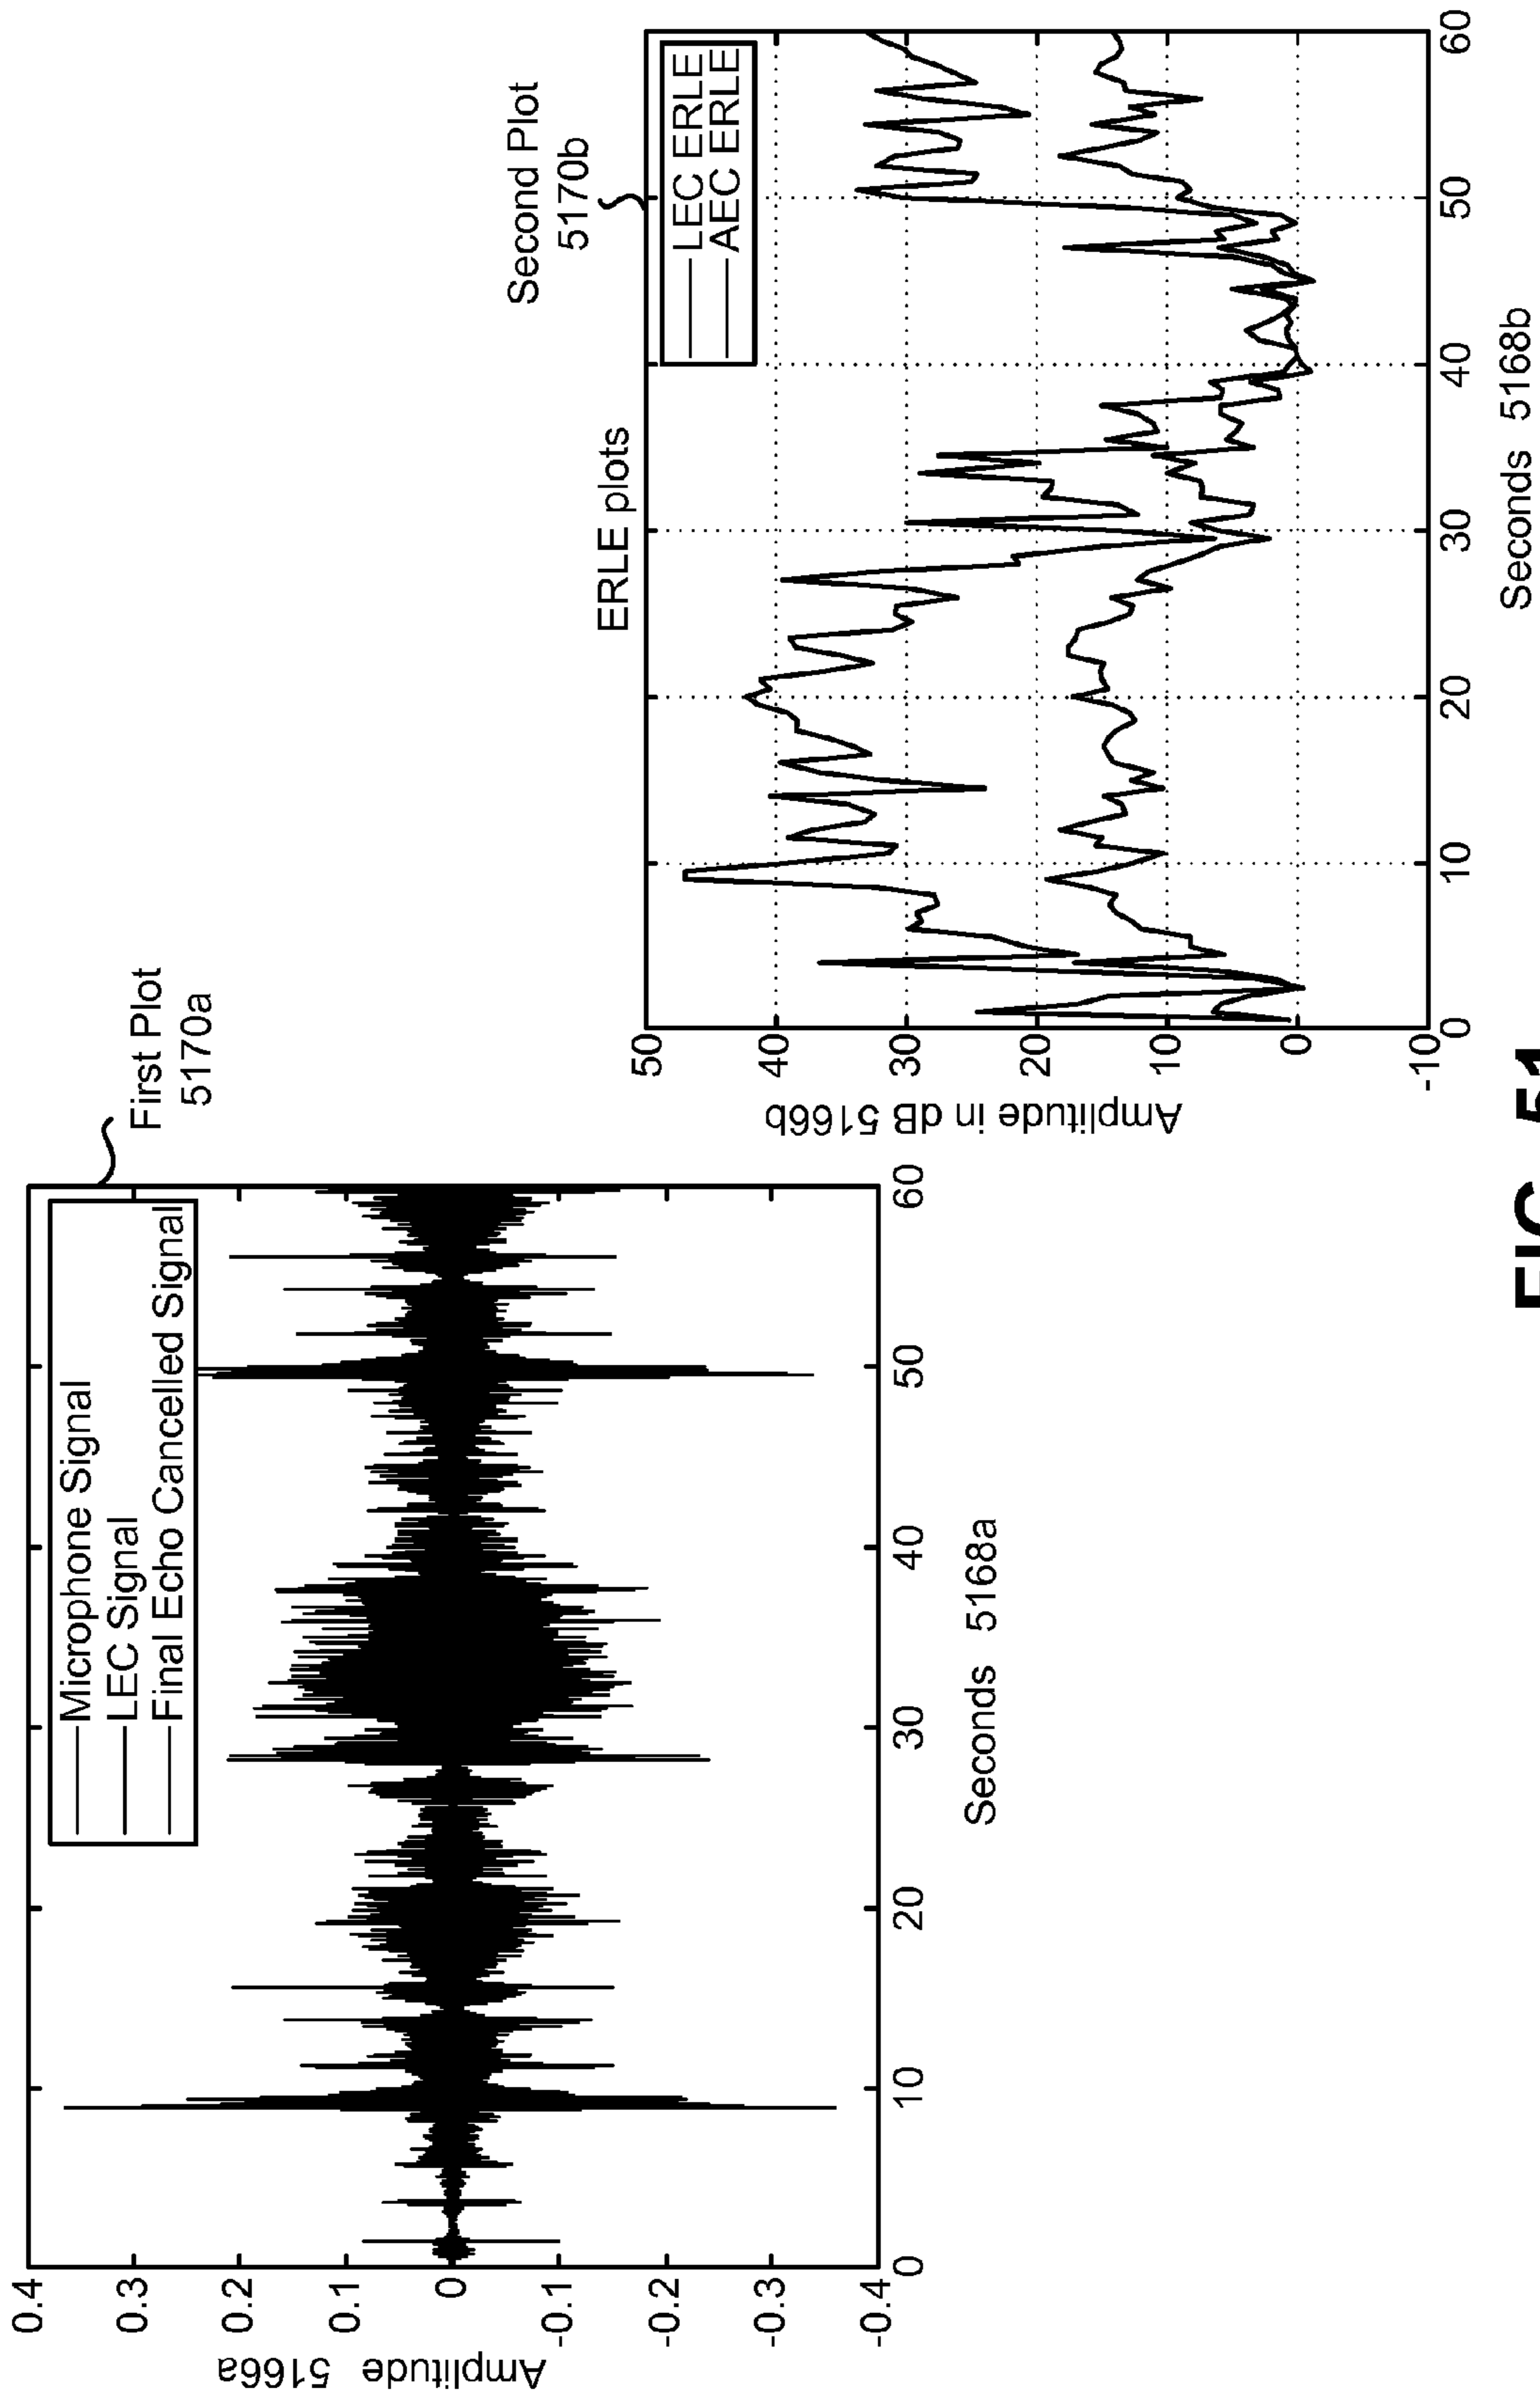 First Plot
5170a
0.4
0.3
0.2
0.1
0
-0.1
-0.2
-0.3
-0.4
Amplitude 5166a
Microphone Signal
LEC Signal
Final Echo Cancelled Signal
0 10 20 30 40 50 60
Seconds 5168a
Second Plot
5170b
ERLE plots
50
40
30
20
10
0
-10
Amplitude in dB 5166b
LEC ERLE
AEC ERLE
0 10 20 30 40 50 60
Seconds 5168b
FIG. 51